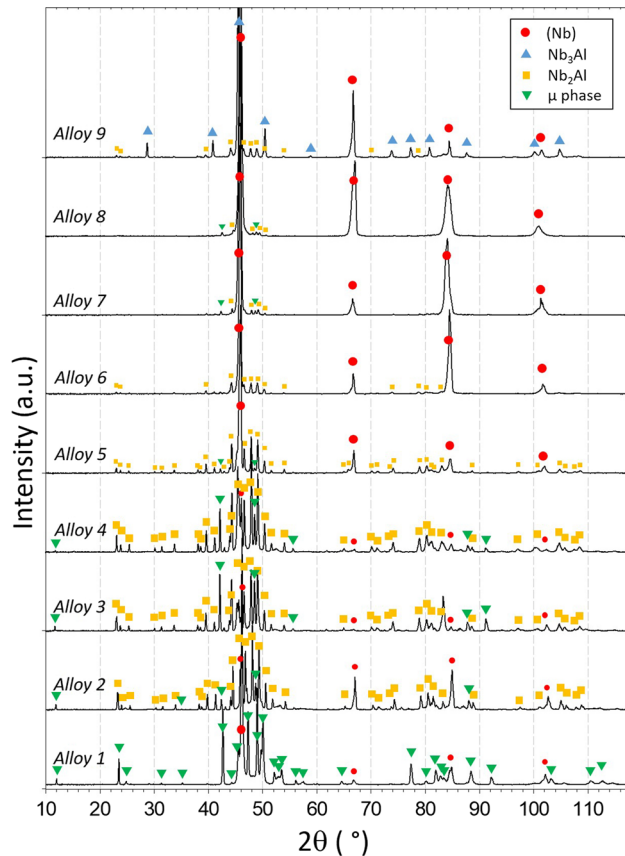 (Nb)
Nb₃Al
Nb₂Al
μ phase
Alloy 9
Alloy 8
Alloy 7
Alloy 6
Alloy 5
Alloy 4
Alloy 3
Alloy 2
Alloy 1
Intensity (a.u.)
10 20 30 40 50 60 70 80 90 100 110
2θ ( °)